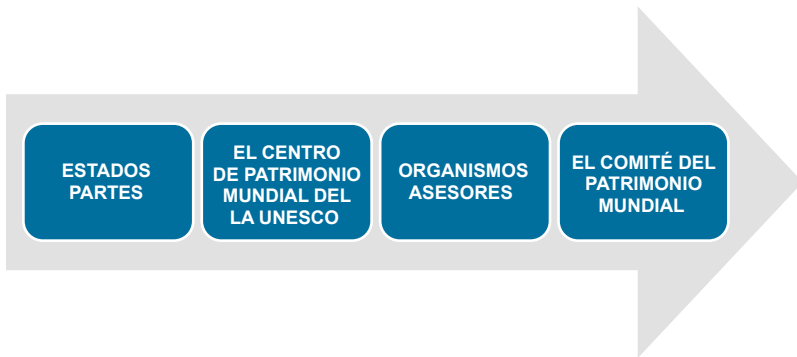 ESTADOS
PARTES
EL CENTRO
DE PATRIMONIO
MUNDIAL DEL
LA UNESCO
ORGANISMOS
ASESORES
EL COMITÉ DEL
PATRIMONIO
MUNDIAL